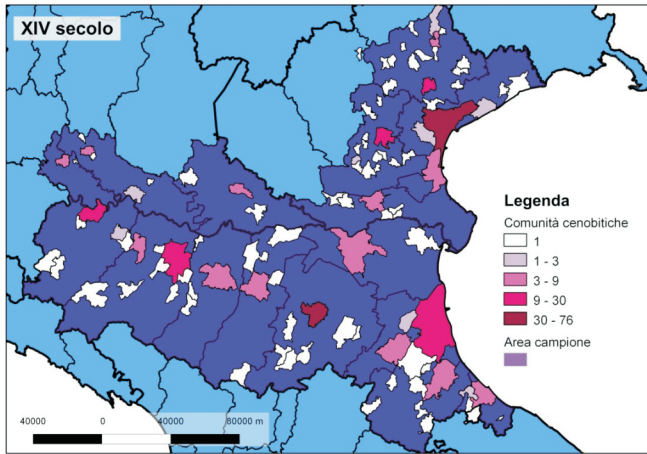 XIV secolo
Legenda
Comunità cenobitiche
1
1 - 3
3 - 9
9 - 30
30 - 76
Area campione
40000 0 40000 80000 m